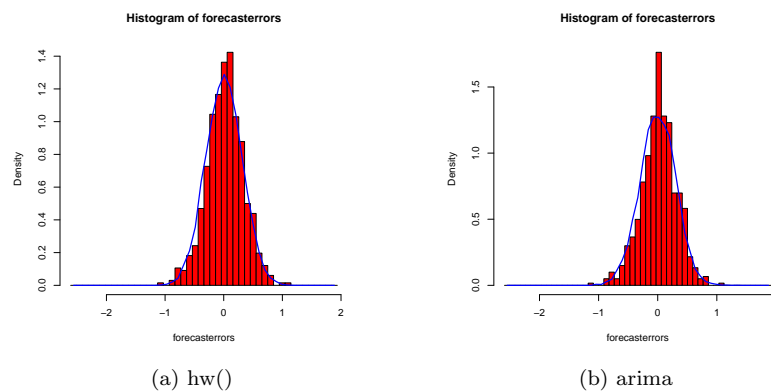 Histogram of forecasterrors
Density
0.0 0.2 0.4 0.6 0.8 1.0 1.2 1.4
−2 −1 0 1 2
forecasterrors
(a) hw()
Histogram of forecasterrors
Density
0.0 0.5 1.0 1.5
−2 −1 0 1
forecasterrors
(b) arima